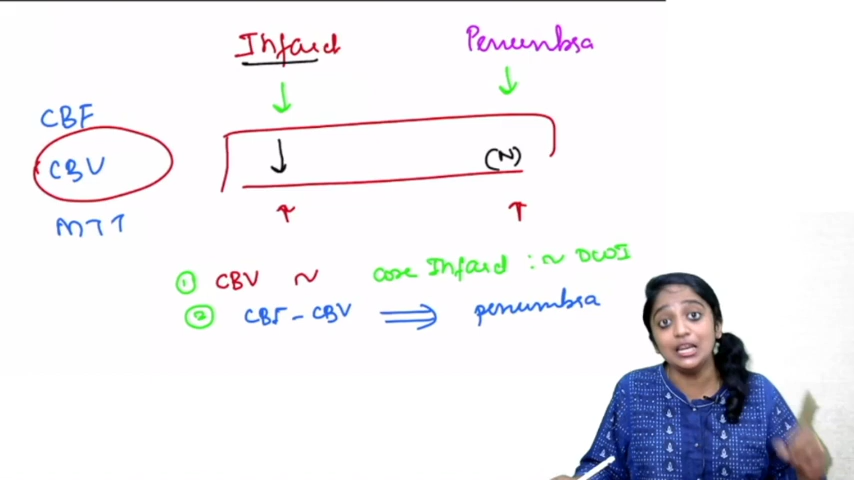 Infarct Penumbra
CBF ↓ ↓
CBV ↓ (N)
MTT ↑ ↑
① CBV ~ core Infarct : ~ DWI
② CBF - CBV ⇒ penumbra